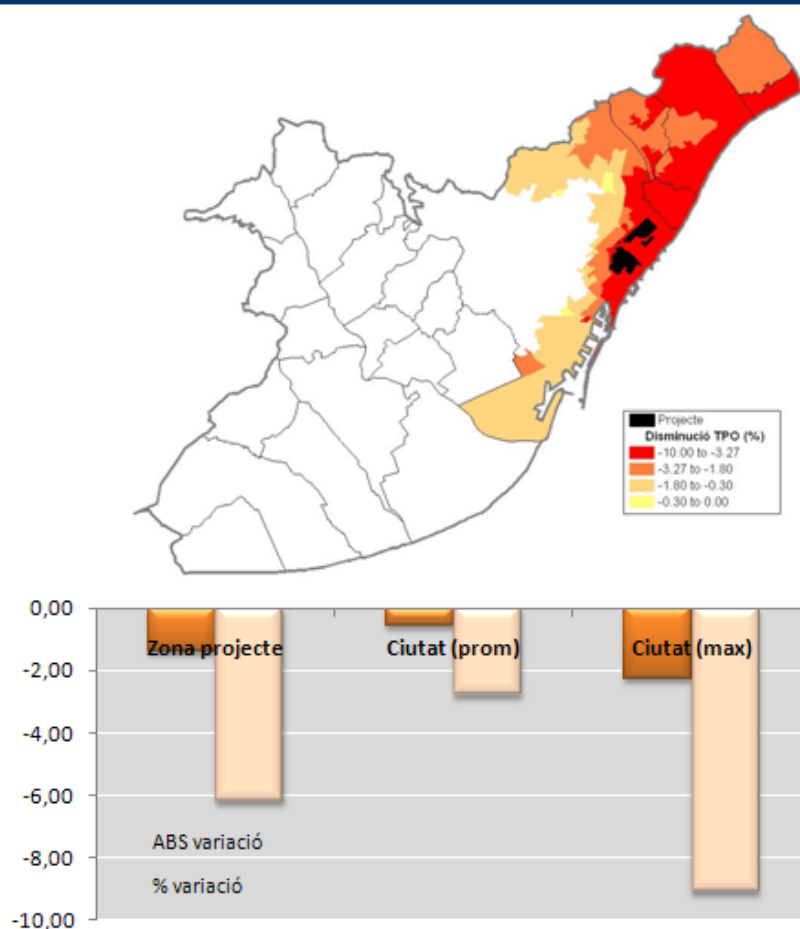 Projecte
Disminució TPO (%)
-10.00 to -3.27
-3.27 to -1.80
-1.80 to -0.30
-0.30 to 0.00
0,00
Zona projecte Ciutat (prom) Ciutat (max)
-2,00
-4,00
-6,00
ABS variació
-8,00
% variació
-10,00